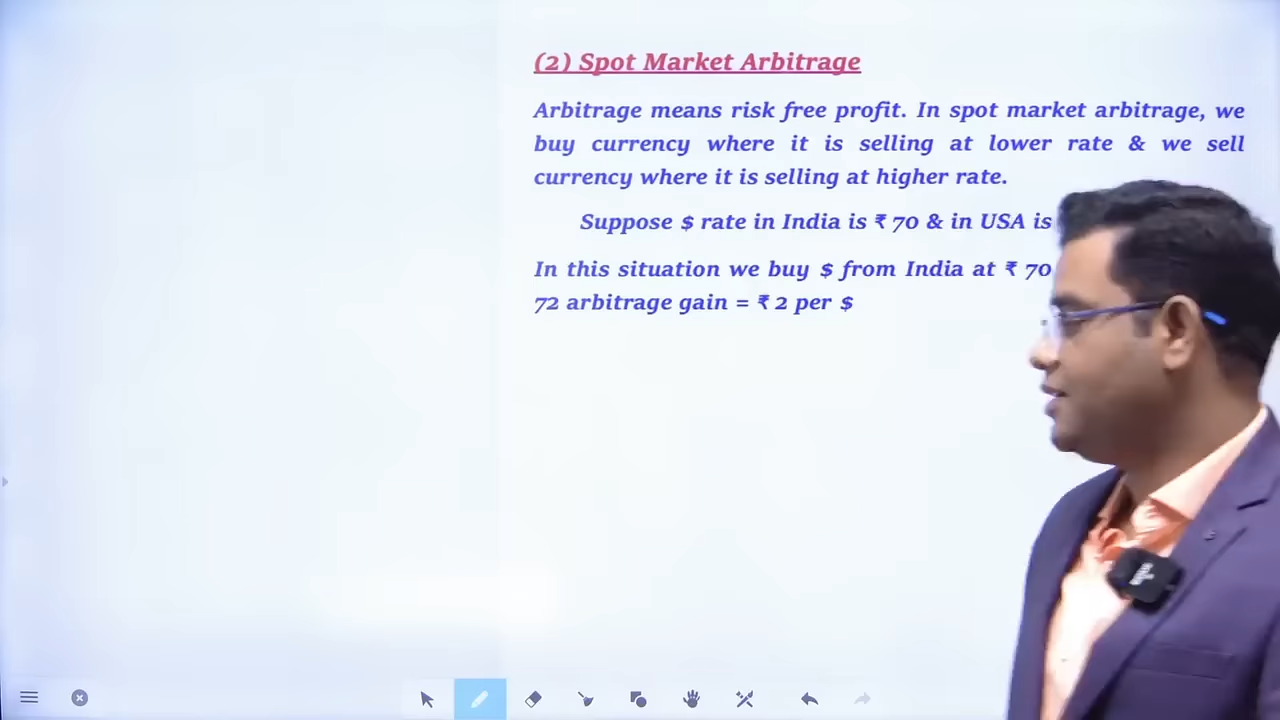 (2) Spot Market Arbitrage
Arbitrage means risk free profit. In spot market arbitrage, we
buy currency where it is selling at lower rate & we sell
currency where it is selling at higher rate.
Suppose $ rate in India is ₹ 70 & in USA is
In this situation we buy $ from India at ₹ 70
72 arbitrage gain = ₹ 2 per $